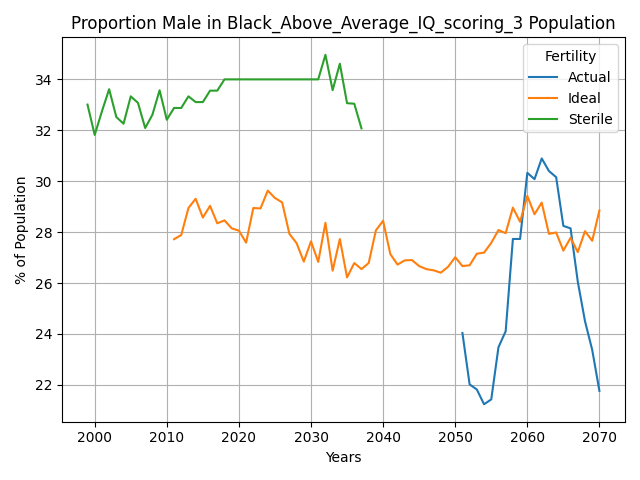 Proportion Male in Black_Above_Average_IQ_scoring_3 Population
% of Population
34
32
30
28
26
24
22
Fertility
Actual
Ideal
Sterile
2000 2010 2020 2030 2040 2050 2060 2070
Years